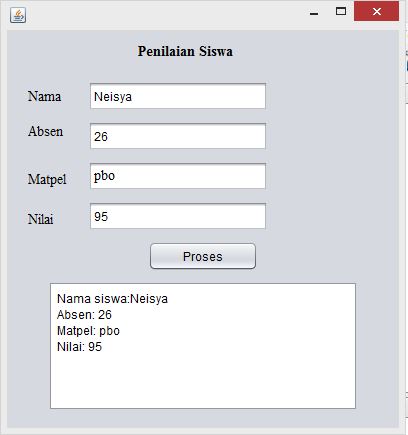 Penilaian Siswa
Nama Neisya
Absen 26
Matpel pbo
Nilai 95
Proses
Nama siswa:Neisya
Absen: 26
Matpel: pbo
Nilai: 95